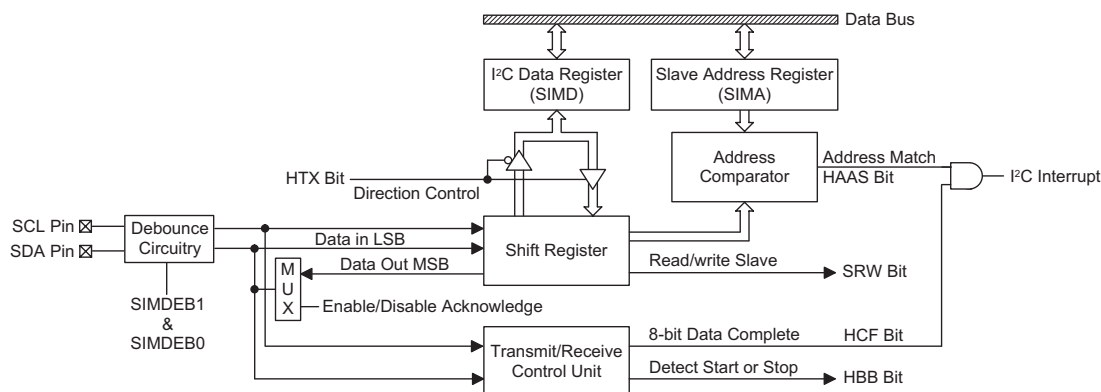 Data Bus
I²C Data Register
(SIMD)
Slave Address Register
(SIMA)
HTX Bit
Direction Control
Address
Comparator
Address Match
HAAS Bit
I²C Interrupt
SCL Pin
SDA Pin
Debounce
Circuitry
Data in LSB
Shift Register
Data Out MSB
Read/write Slave
SRW Bit
M
U
X
Enable/Disable Acknowledge
SIMDEB1
&
SIMDEB0
Transmit/Receive
Control Unit
8-bit Data Complete
HCF Bit
Detect Start or Stop
HBB Bit